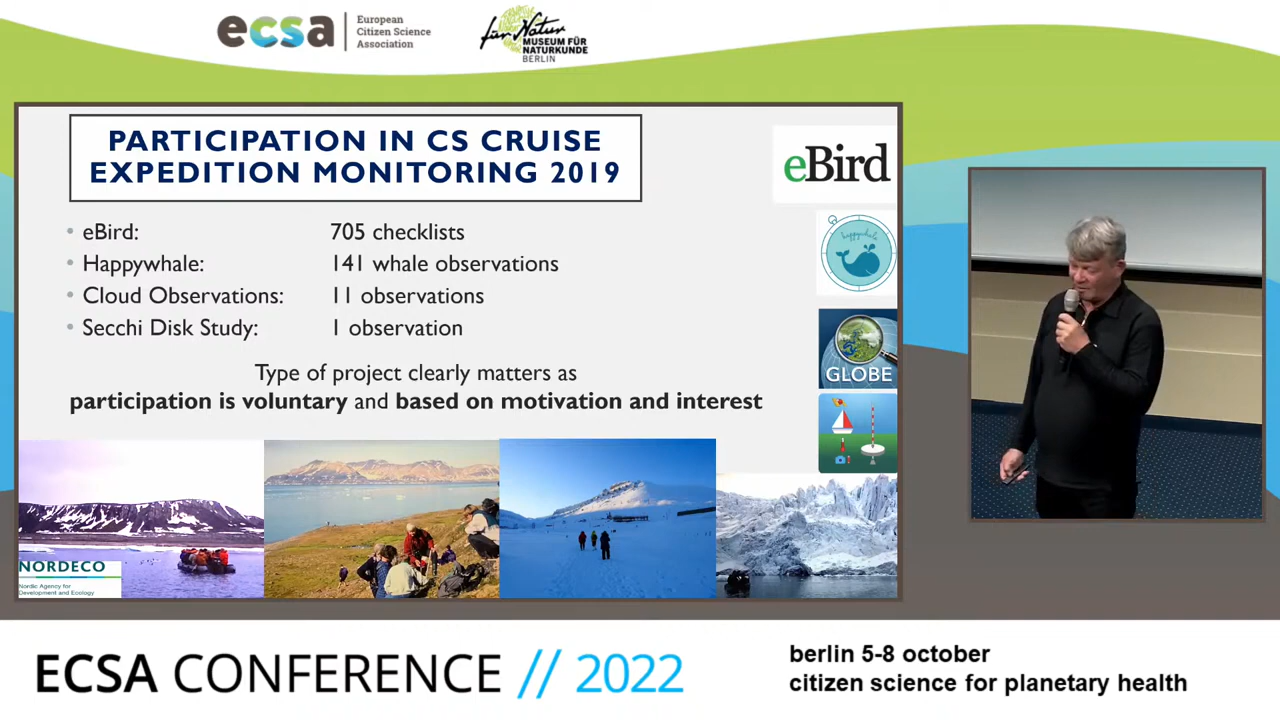 ecsa
European
Citizen Science
Association
für Natur
MUSEUM FÜR
NATURKUNDE
BERLIN
PARTICIPATION IN CS CRUISE
EXPEDITION MONITORING 2019
eBird
• eBird: 705 checklists
• Happywhale: 141 whale observations
• Cloud Observations: 11 observations
• Secchi Disk Study: 1 observation
happywhale
GLOBE
Type of project clearly matters as
participation is voluntary and based on motivation and interest
NORDECO
Nordic Agency for
Development and Ecology
ECSA CONFERENCE // 2022
berlin 5-8 october
citizen science for planetary health